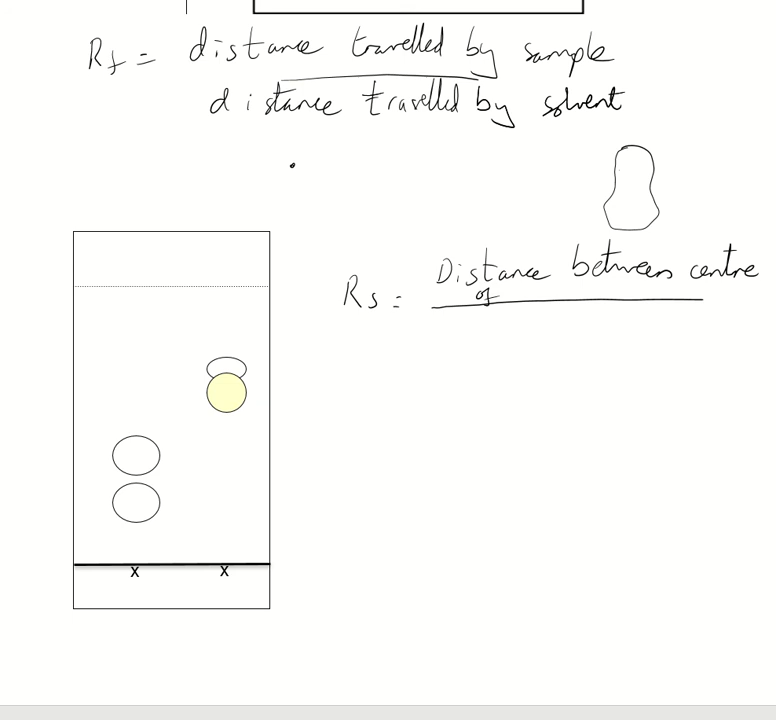 Rf = distance travelled by sample
distance travelled by solvent
Rs = Distance between centre
of
x x